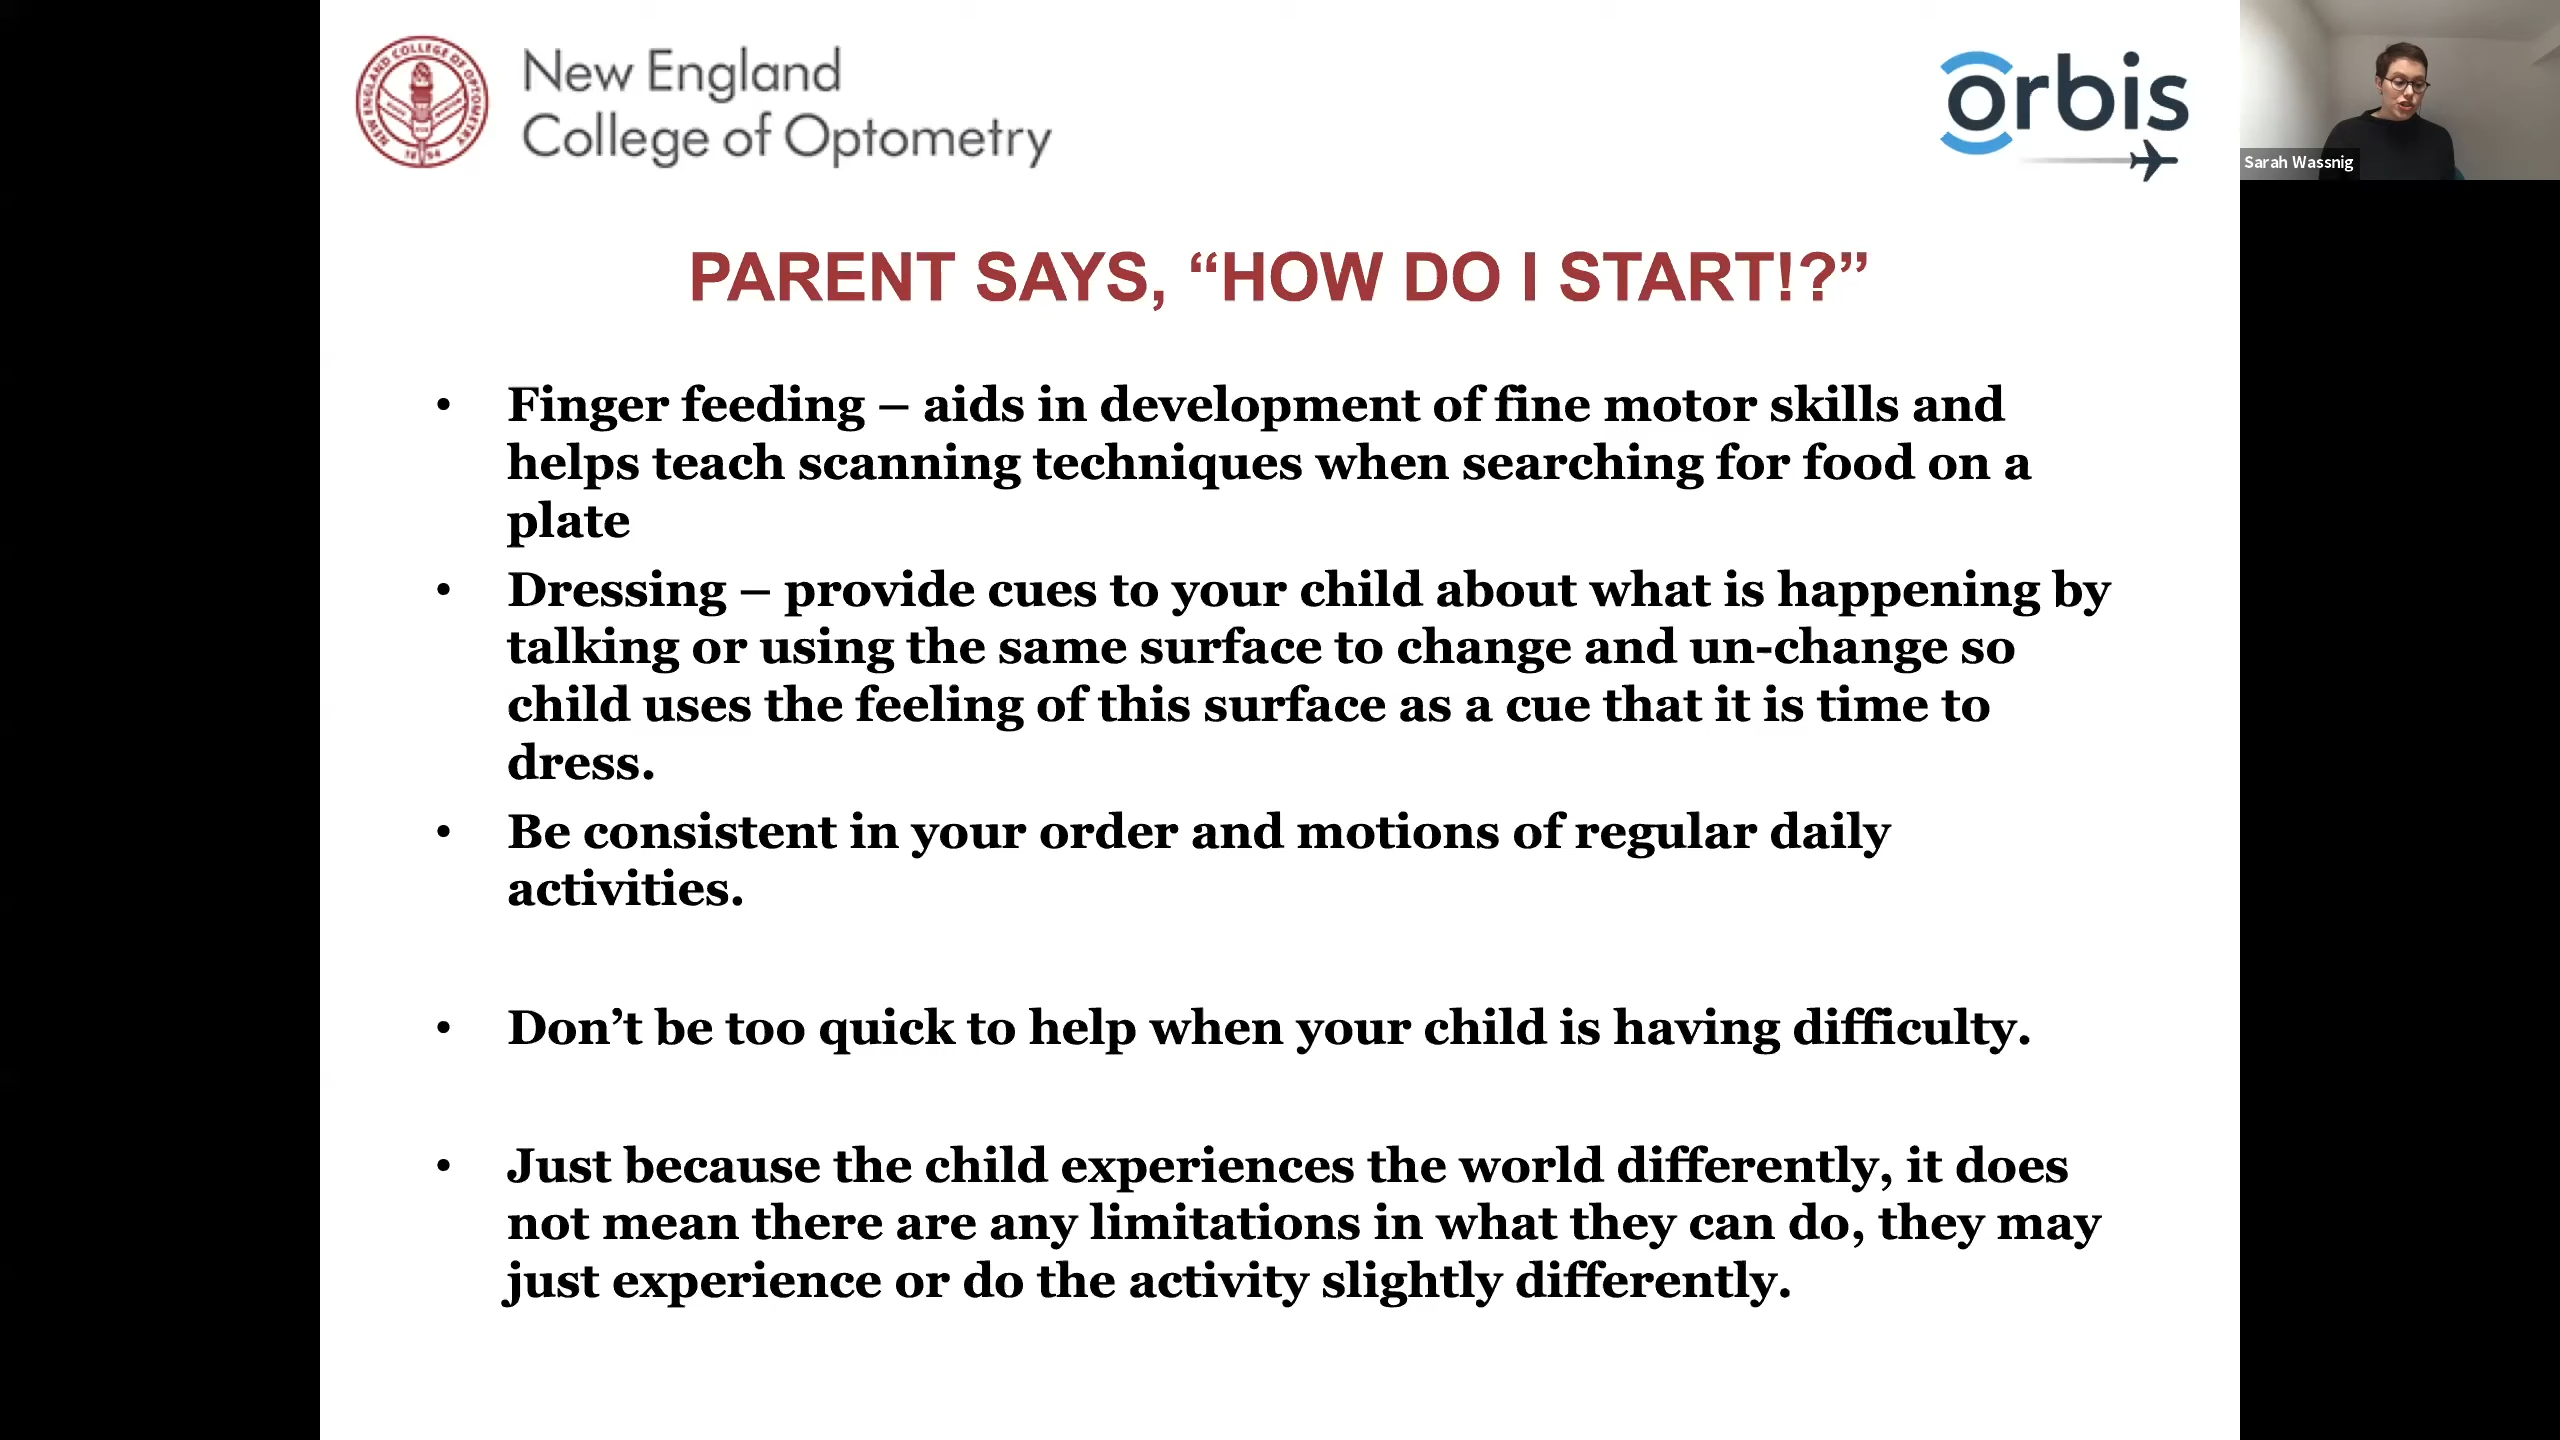 NEW ENGLAND COLLEGE OF OPTOMETRY
1894
New England
College of Optometry
orbis
Sarah Wassnig
PARENT SAYS, “HOW DO I START!?”
• Finger feeding – aids in development of fine motor skills and
helps teach scanning techniques when searching for food on a
plate
• Dressing – provide cues to your child about what is happening by
talking or using the same surface to change and un-change so
child uses the feeling of this surface as a cue that it is time to
dress.
• Be consistent in your order and motions of regular daily
activities.
• Don’t be too quick to help when your child is having difficulty.
• Just because the child experiences the world differently, it does
not mean there are any limitations in what they can do, they may
just experience or do the activity slightly differently.